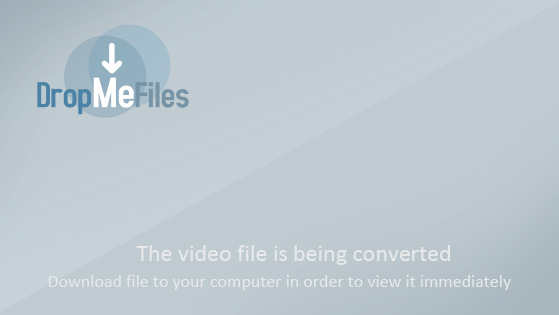 DropMeFiles
The video file is being converted
Download file to your computer in order to view it immediately